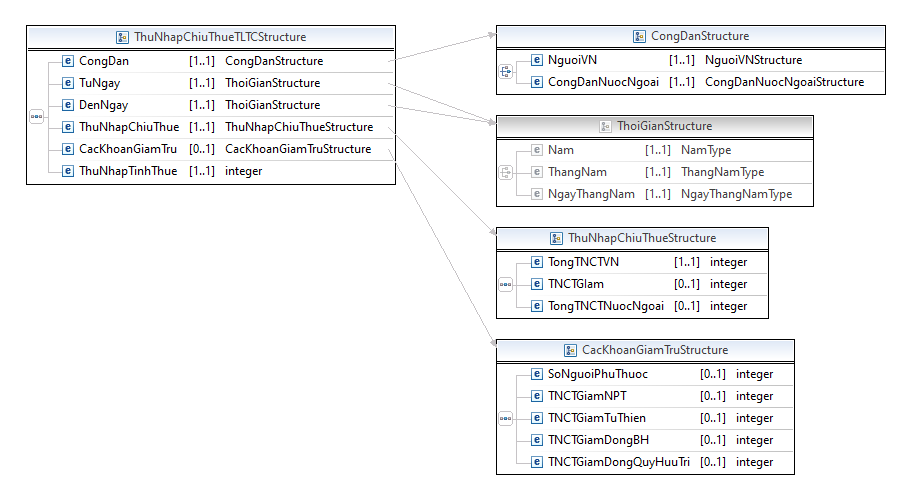 ThuNhapChiuThueTLTCStructure
CongDan [1..1] CongDanStructure
TuNgay [1..1] ThoiGianStructure
DenNgay [1..1] ThoiGianStructure
ThuNhapChiuThue [1..1] ThuNhapChiuThueStructure
CacKhoanGiamTru [0..1] CacKhoanGiamTruStructure
ThuNhapTinhThue [1..1] integer
CongDanStructure
NguoiVN [1..1] NguoiVNStructure
CongDanNuocNgoai [1..1] CongDanNuocNgoaiStructure
ThoiGianStructure
Nam [1..1] NamType
ThangNam [1..1] ThangNamType
NgayThangNam [1..1] NgayThangNamType
ThuNhapChiuThueStructure
TongTNCTVN [1..1] integer
TNCTGlam [0..1] integer
TongTNCTNuocNgoai [0..1] integer
CacKhoanGiamTruStructure
SoNguoiPhuThuoc [0..1] integer
TNCTGiamNPT [0..1] integer
TNCTGiamTuThien [0..1] integer
TNCTGiamDongBH [0..1] integer
TNCTGiamDongQuyHuuTri [0..1] integer